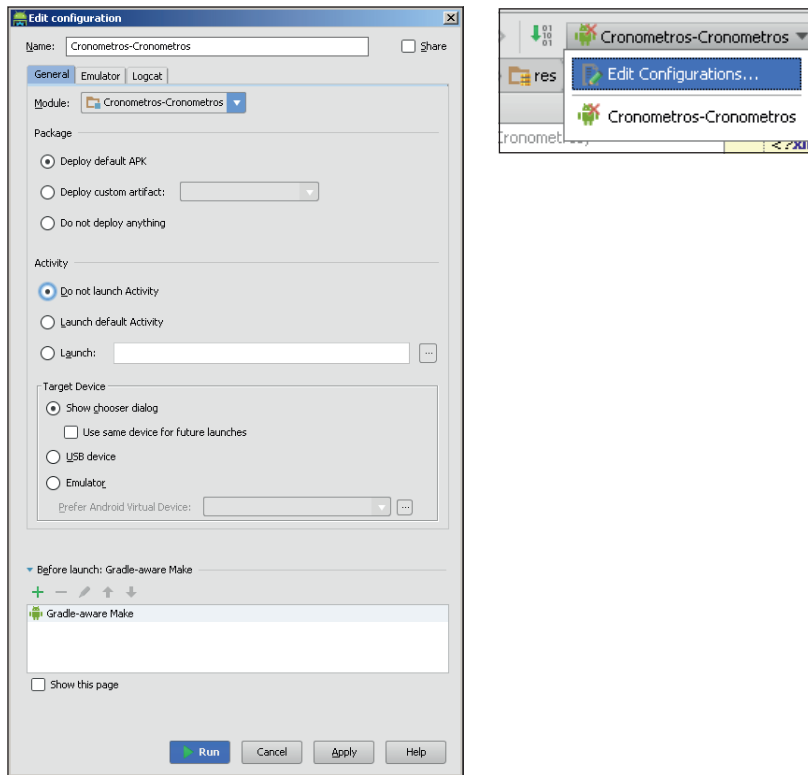 Edit configuration
Name: Cronometros-Cronometros
Share
General Emulator Logcat
Module: Cronometros-Cronometros
Package
Deploy default APK
Deploy custom artifact:
Do not deploy anything
Activity
Do not launch Activity
Launch default Activity
Launch: ...
Target Device
Show chooser dialog
Use same device for future launches
USB device
Emulator
Prefer Android Virtual Device: ...
Before launch: Gradle-aware Make
Gradle-aware Make
Show this page
Run Cancel Apply Help
01
10
01
Cronometros-Cronometros
res
Edit Configurations...
Cronometros-Cronometros